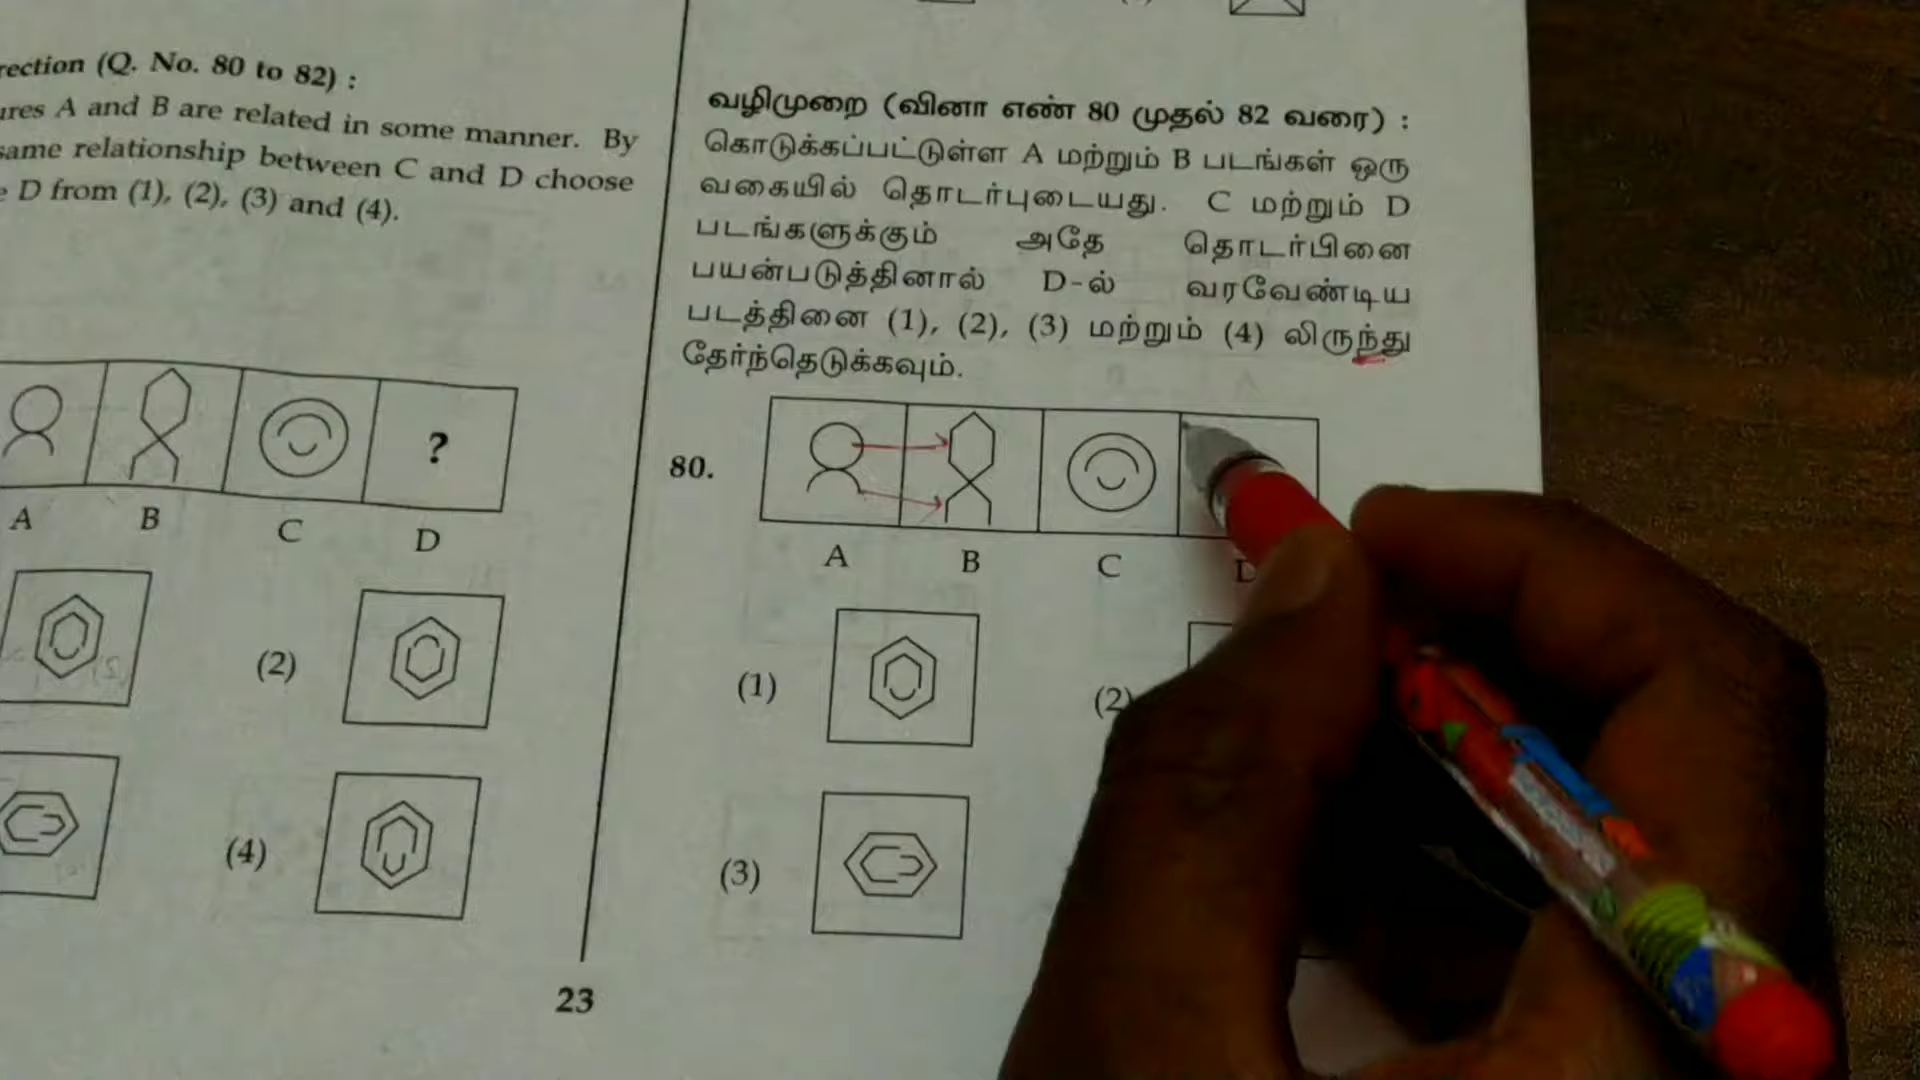 rection (Q. No. 80 to 82) :
ures A and B are related in some manner. By
same relationship between C and D choose
D from (1), (2), (3) and (4).
?
A B C D
(2)
(4)
வழிமுறை (வினா எண் 80 முதல் 82 வரை) :
கொடுக்கப்பட்டுள்ள A மற்றும் B படங்கள் ஒரு
வகையில் தொடர்புடையது. C மற்றும் D
படங்களுக்கும் அதே தொடர்பினை
பயன்படுத்தினால் D-ல் வரவேண்டிய
படத்தினை (1), (2), (3) மற்றும் (4) லிருந்து
தேர்ந்தெடுக்கவும்.
80.
A B C D
(1) (2)
(3)
23